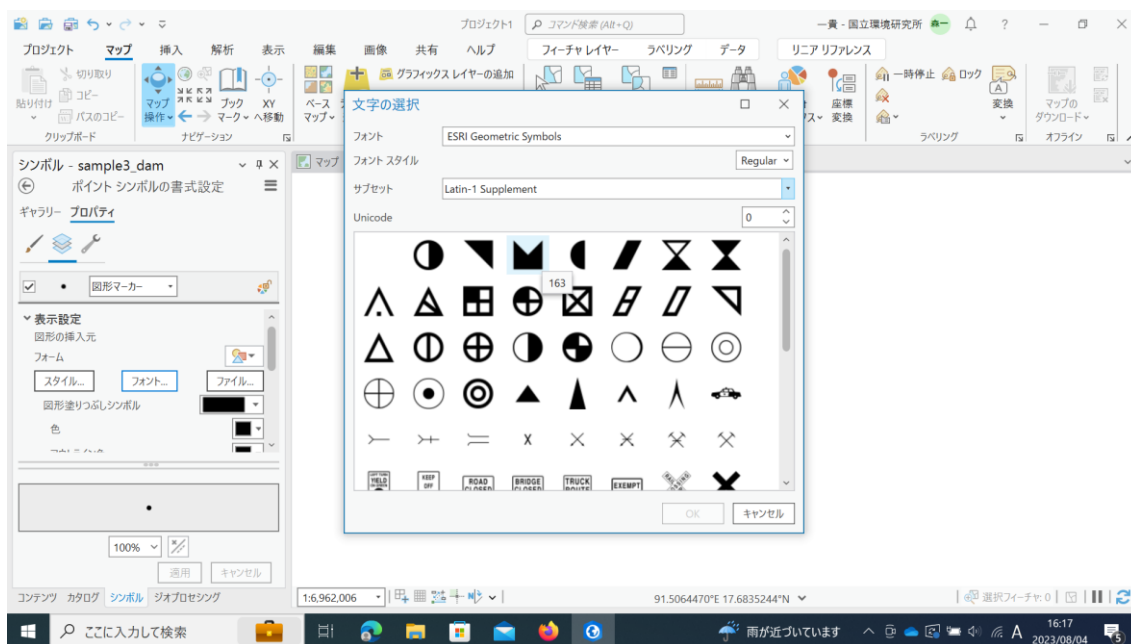 プロジェクト1 コマンド検索 (Alt+Q) 一貴 - 国立環境研究所 森一 ?
プロジェクト マップ 挿入 解析 表示 編集 画像 共有 ヘルプ フィーチャ レイヤー ラベリング データ リニア リファレンス
切り取り グラフィックス レイヤーの追加 一時停止 ロック
貼り付け コピー マップ操作 ブックマーク XYへ移動 ベースマップ 座標変換 変換 マップのダウンロード
パスのコピー
クリップボード ナビゲーション ラベリング オフライン
シンボル - sample3_dam
ポイント シンボルの書式設定
ギャラリー プロパティ
図形マーカー
表示設定
図形の挿入元
フォーム
スタイル... フォント... ファイル...
図形塗りつぶしシンボル
色
100%
適用 キャンセル
コンテンツ カタログ シンボル ジオプロセシング
マップ
文字の選択
フォント ESRI Geometric Symbols
フォント スタイル Regular
サブセット Latin-1 Supplement
Unicode 0
163
KEEP OFF ROAD CLOSED BRIDGE CLOSED TRUCK ROUTE EXEMPT
OK キャンセル
1:6,962,006 91.5064470°E 17.6835244°N 選択フィーチャ: 0
ここに入力して検索 雨が近づいています A 16:17
2023/08/04 5